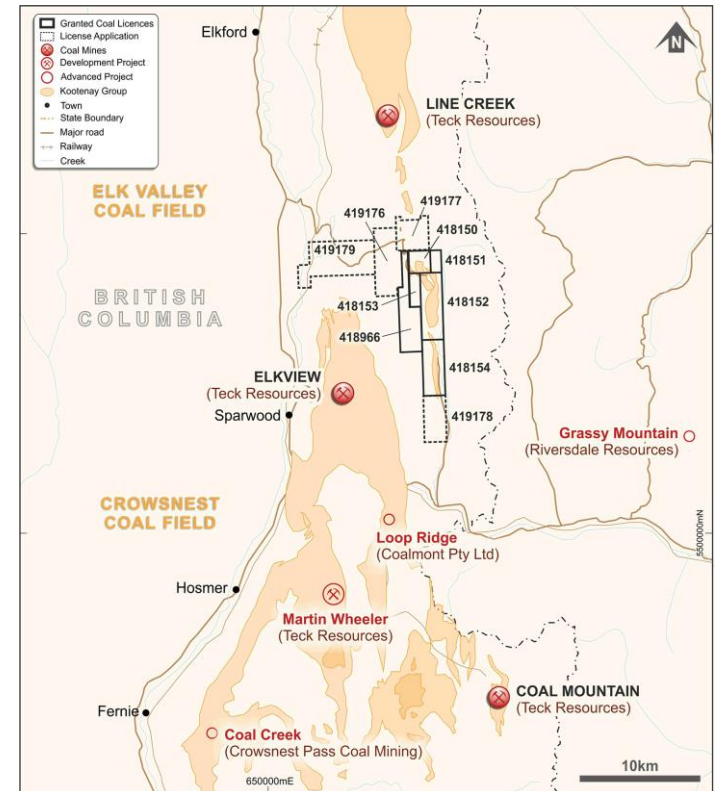 Granted Coal Licences
License Application
Coal Mines
Development Project
Advanced Project
Kootenay Group
Town
State Boundary
Major road
Railway
Creek
Elkford
N
LINE CREEK
(Teck Resources)
ELK VALLEY
COAL FIELD
419177
419176
418150
419179
418151
BRITISH
COLUMBIA
418152
418153
418966
418154
ELKVIEW
(Teck Resources)
Sparwood
419178
Grassy Mountain
(Riversdale Resources)
CROWSNEST
COAL FIELD
5500000mN
Loop Ridge
(Coalmont Pty Ltd)
Hosmer
Martin Wheeler
(Teck Resources)
COAL MOUNTAIN
(Teck Resources)
Fernie
Coal Creek
(Crowsnest Pass Coal Mining)
650000mE
10km